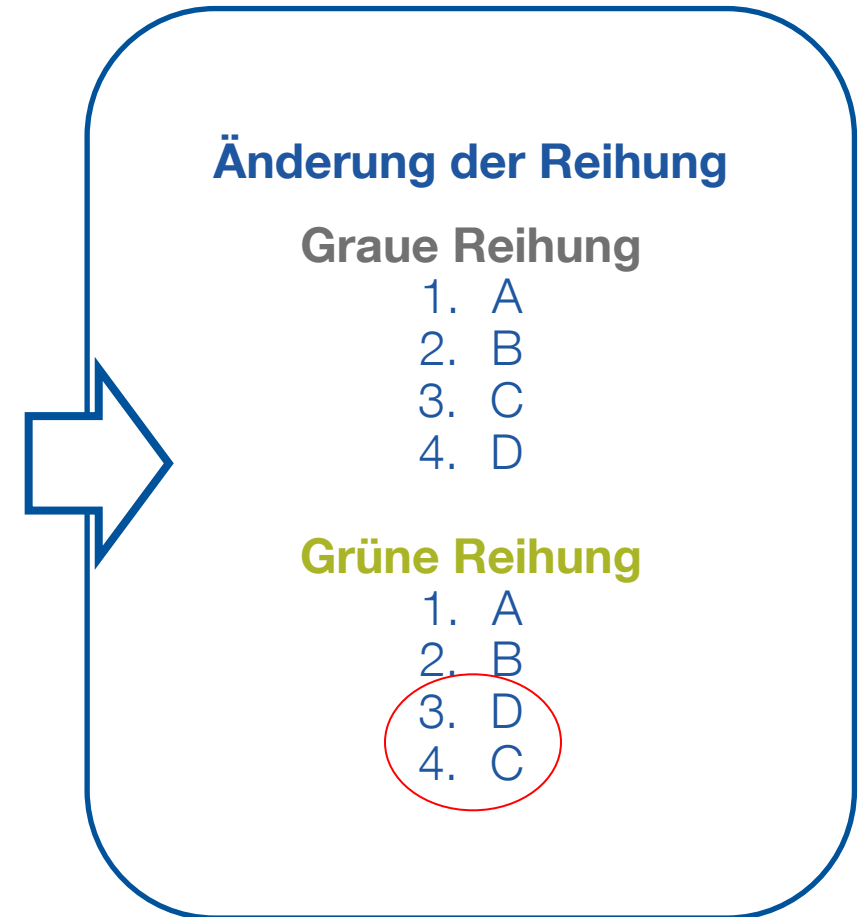 Änderung der Reihung
Graue Reihung
1. A
2. B
3. C
4. D
Grüne Reihung
1. A
2. B
3. D
4. C